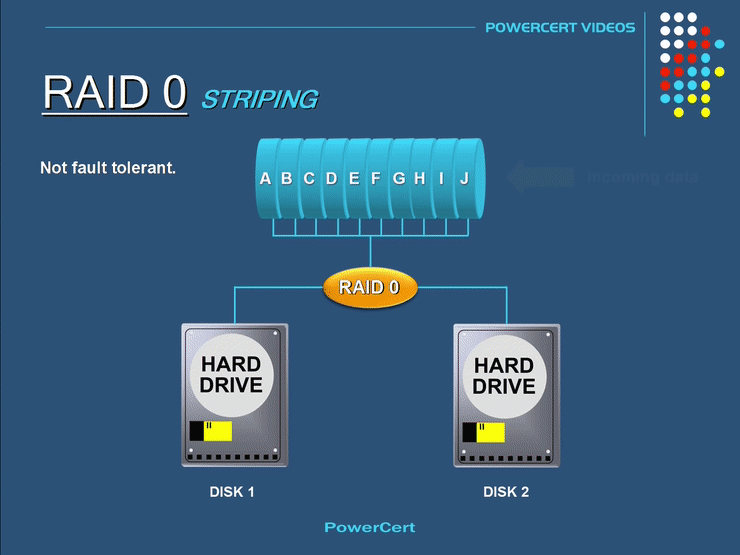 POWERCERT VIDEOS
RAID 0 STRIPING
Not fault tolerant.
A B C D E F G H I J
Incoming data
RAID 0
HARD DRIVE
HARD DRIVE
DISK 1
DISK 2
PowerCert